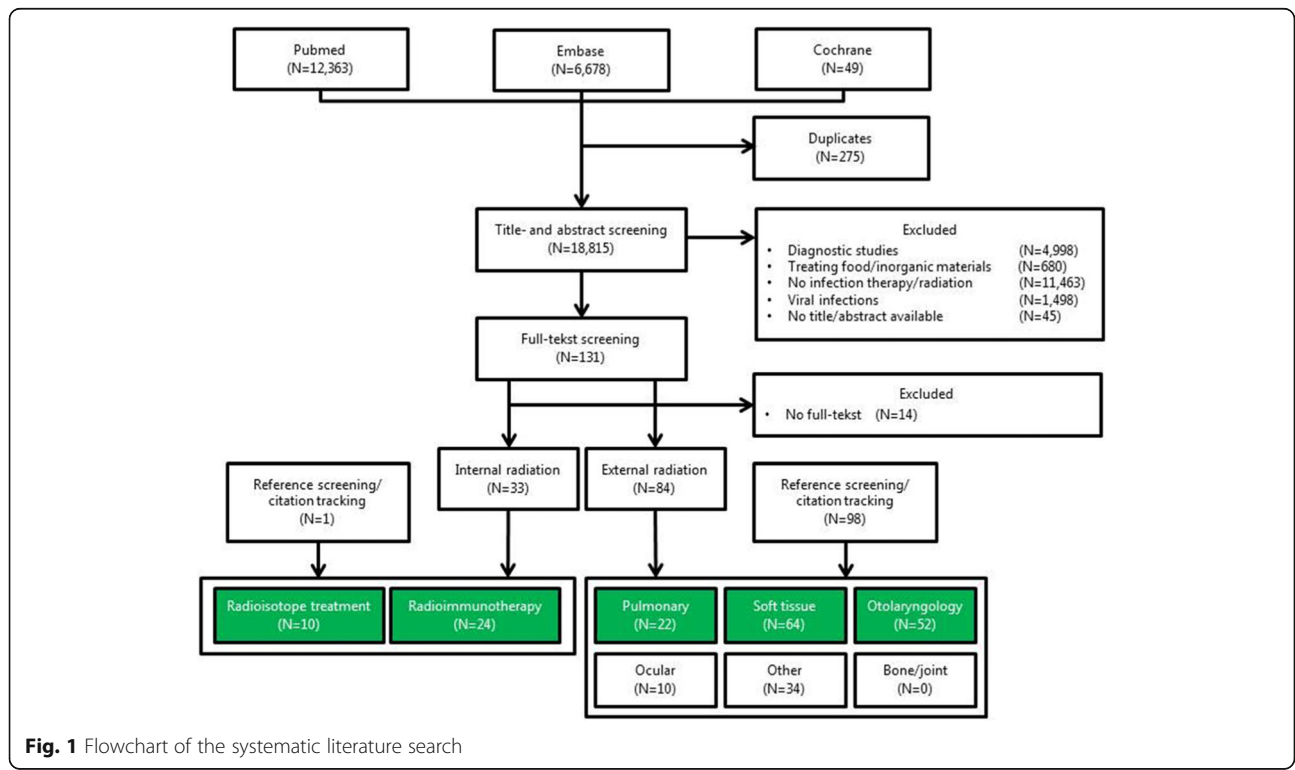 Pubmed
(N=12,363)
Embase
(N=6,678)
Cochrane
(N=49)
Duplicates
(N=275)
Title- and abstract screening
(N=18,815)
Excluded
• Diagnostic studies (N=4,998)
• Treating food/inorganic materials (N=680)
• No infection therapy/radiation (N=11,463)
• Viral infections (N=1,498)
• No title/abstract available (N=45)
Full-tekst screening
(N=131)
Excluded
• No full-tekst (N=14)
Reference screening/
citation tracking
(N=1)
Internal radiation
(N=33)
External radiation
(N=84)
Reference screening/
citation tracking
(N=98)
Radioisotope treatment
(N=10)
Radioimmunotherapy
(N=24)
Pulmonary
(N=22)
Soft tissue
(N=64)
Otolaryngology
(N=52)
Ocular
(N=10)
Other
(N=34)
Bone/joint
(N=0)
Fig. 1 Flowchart of the systematic literature search